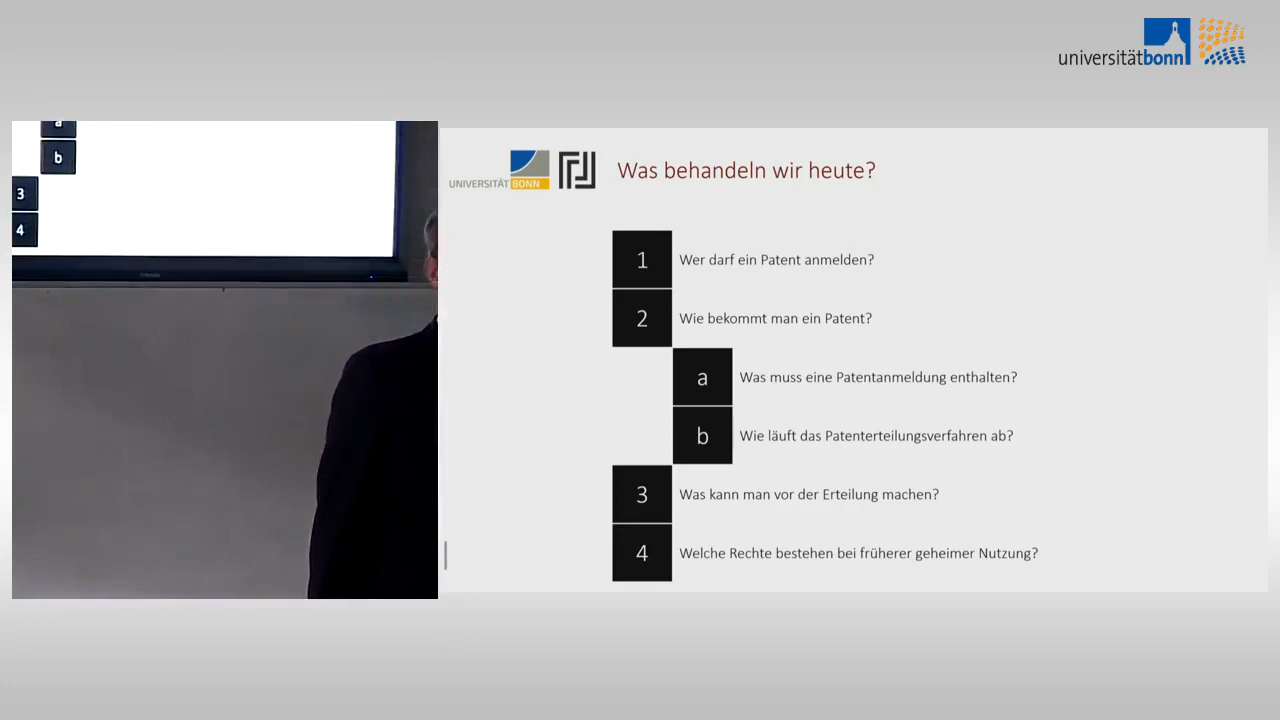 universitätbonn
a
b
3
4
UNIVERSITÄT BONN
Was behandeln wir heute?
1 Wer darf ein Patent anmelden?
2 Wie bekommt man ein Patent?
a Was muss eine Patentanmeldung enthalten?
b Wie läuft das Patenterteilungsverfahren ab?
3 Was kann man vor der Erteilung machen?
4 Welche Rechte bestehen bei früherer geheimer Nutzung?